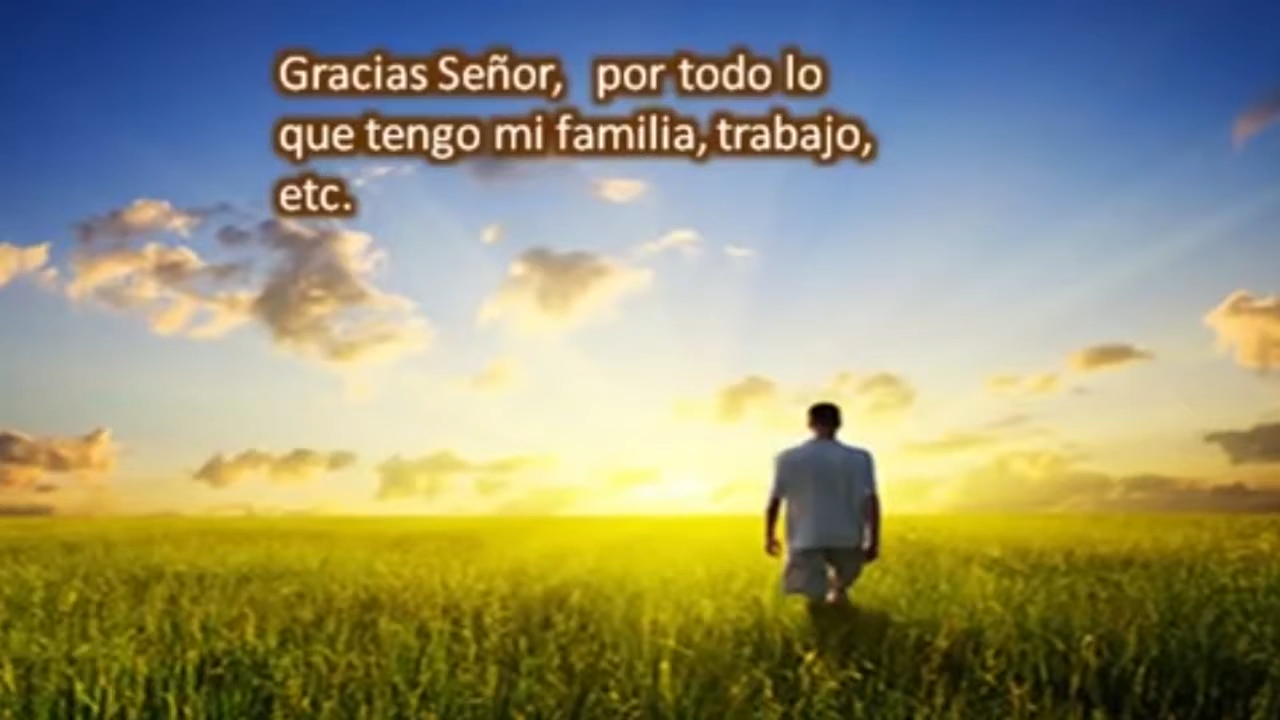 Gracias Señor, por todo lo
que tengo mi familia, trabajo,
etc.